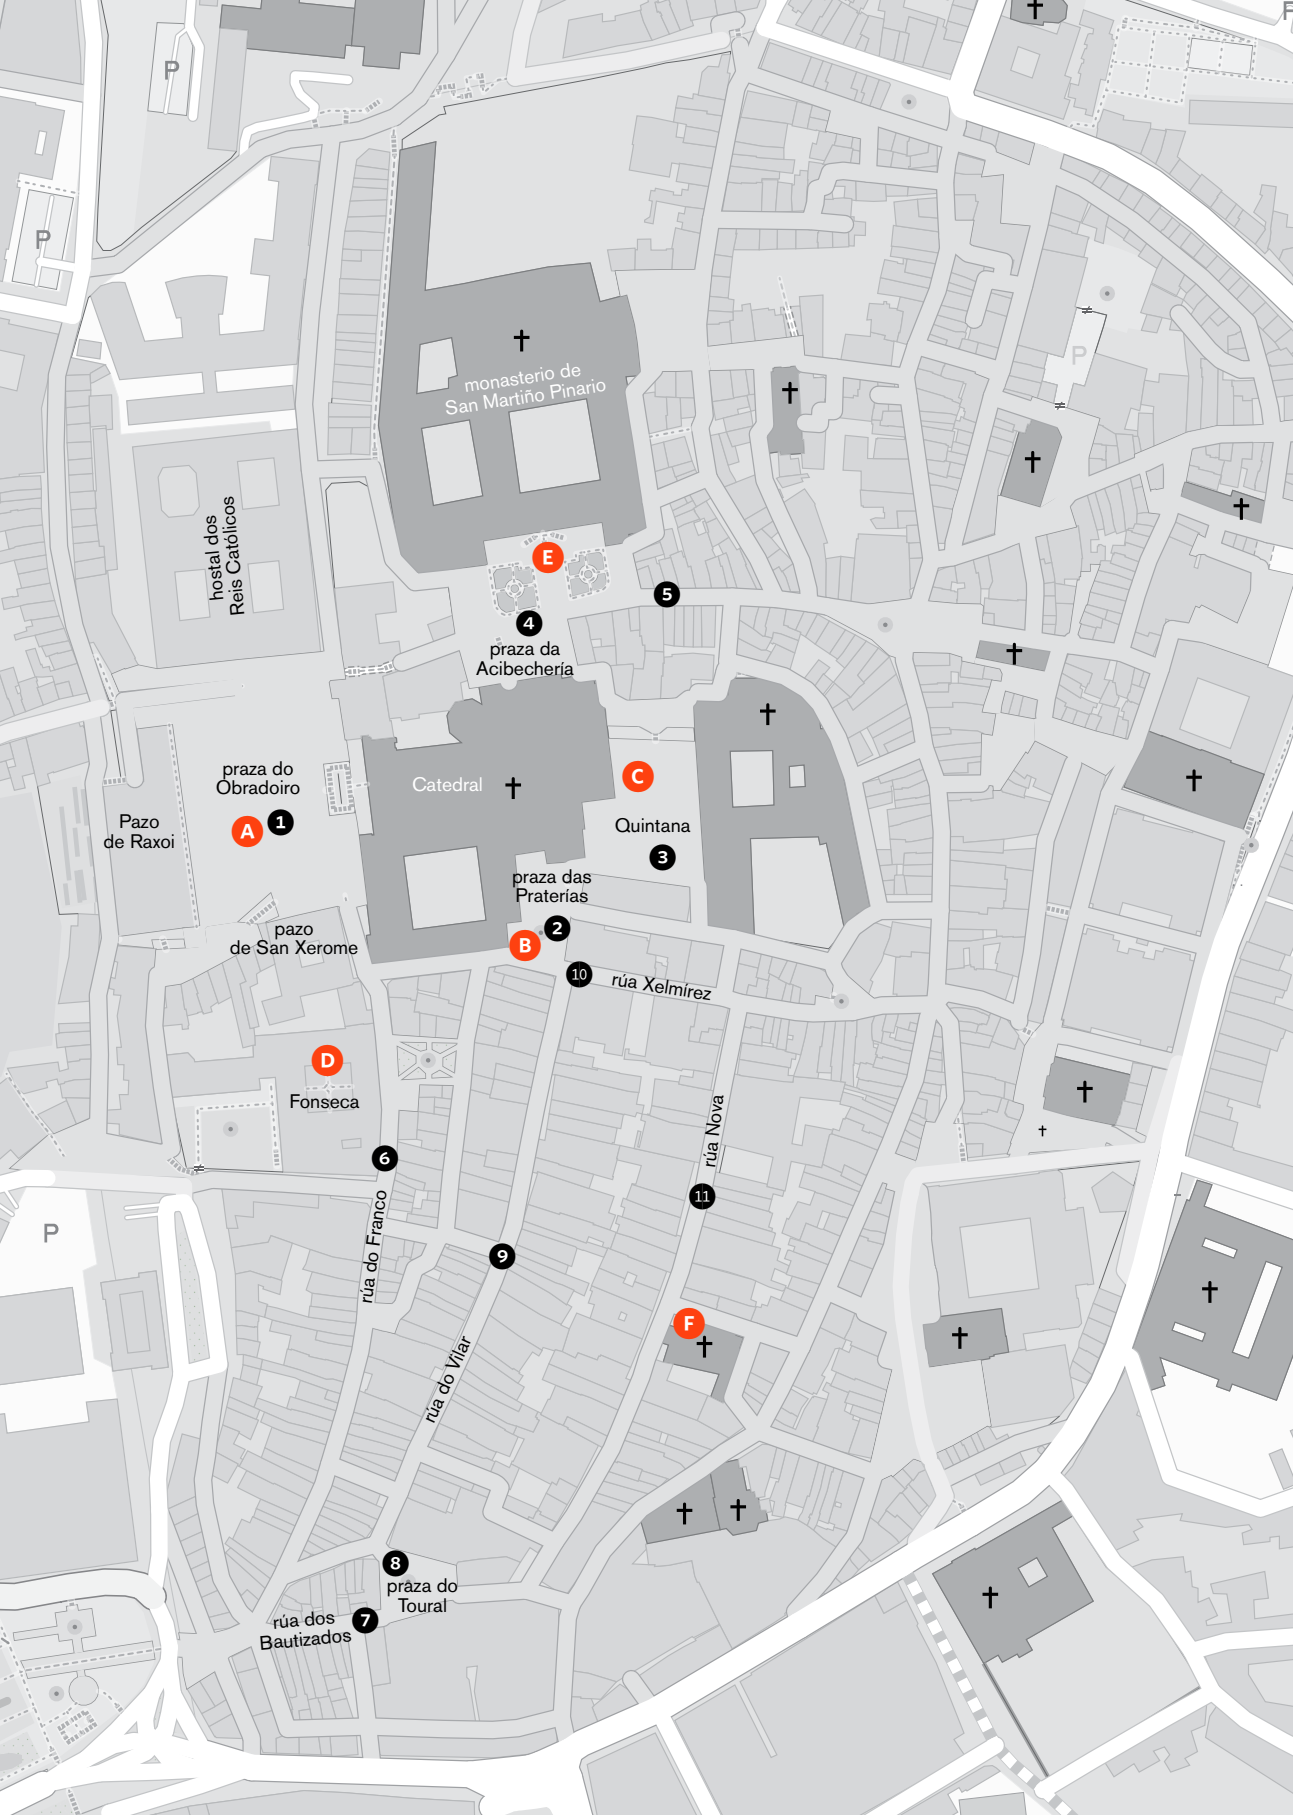 P
P
monasterio de
San Martiño Pinario
P
hostal dos
Reis Católicos
E
5
4
praza da
Acibechería
praza do
Obradoiro
Catedral
C
Pazo
de Raxoi
A
1
Quintana
3
praza das
Praterías
pazo
de San Xerome
2
B
10
rúa Xelmírez
D
Fonseca
rúa Nova
6
11
P
rúa do Franco
9
F
rúa do Vilar
8
praza do
Toural
rúa dos
Bautizados
7